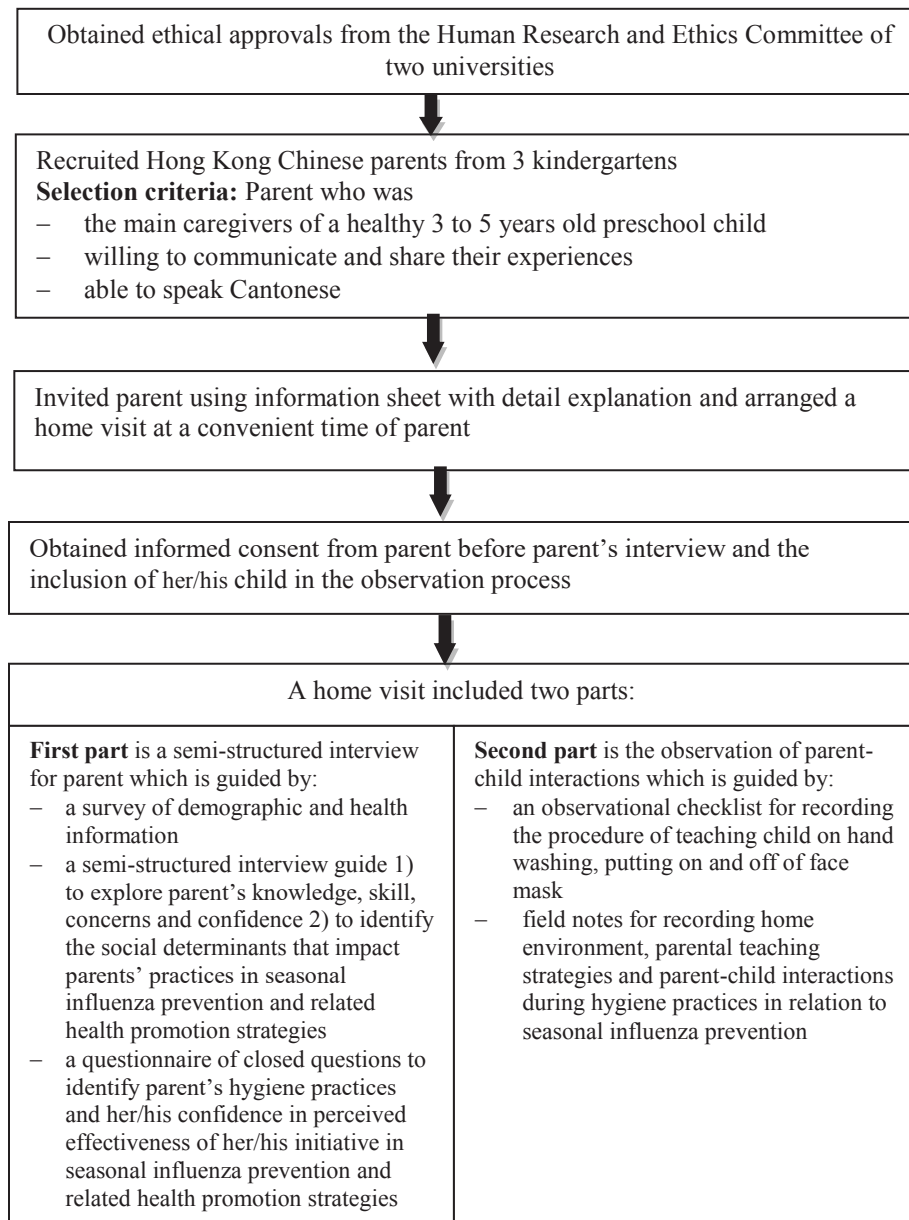 Obtained ethical approvals from the Human Research and Ethics Committee of
two universities
Recruited Hong Kong Chinese parents from 3 kindergartens
Selection criteria: Parent who was
– the main caregivers of a healthy 3 to 5 years old preschool child
– willing to communicate and share their experiences
– able to speak Cantonese
Invited parent using information sheet with detail explanation and arranged a
home visit at a convenient time of parent
Obtained informed consent from parent before parent's interview and the
inclusion of her/his child in the observation process
A home visit included two parts:
First part is a semi-structured interview
for parent which is guided by:
– a survey of demographic and health
information
– a semi-structured interview guide 1)
to explore parent's knowledge, skill,
concerns and confidence 2) to identify
the social determinants that impact
parents' practices in seasonal
influenza prevention and related
health promotion strategies
– a questionnaire of closed questions to
identify parent's hygiene practices
and her/his confidence in perceived
effectiveness of her/his initiative in
seasonal influenza prevention and
related health promotion strategies
Second part is the observation of parent-
child interactions which is guided by:
– an observational checklist for recording
the procedure of teaching child on hand
washing, putting on and off of face
mask
– field notes for recording home
environment, parental teaching
strategies and parent-child interactions
during hygiene practices in relation to
seasonal influenza prevention